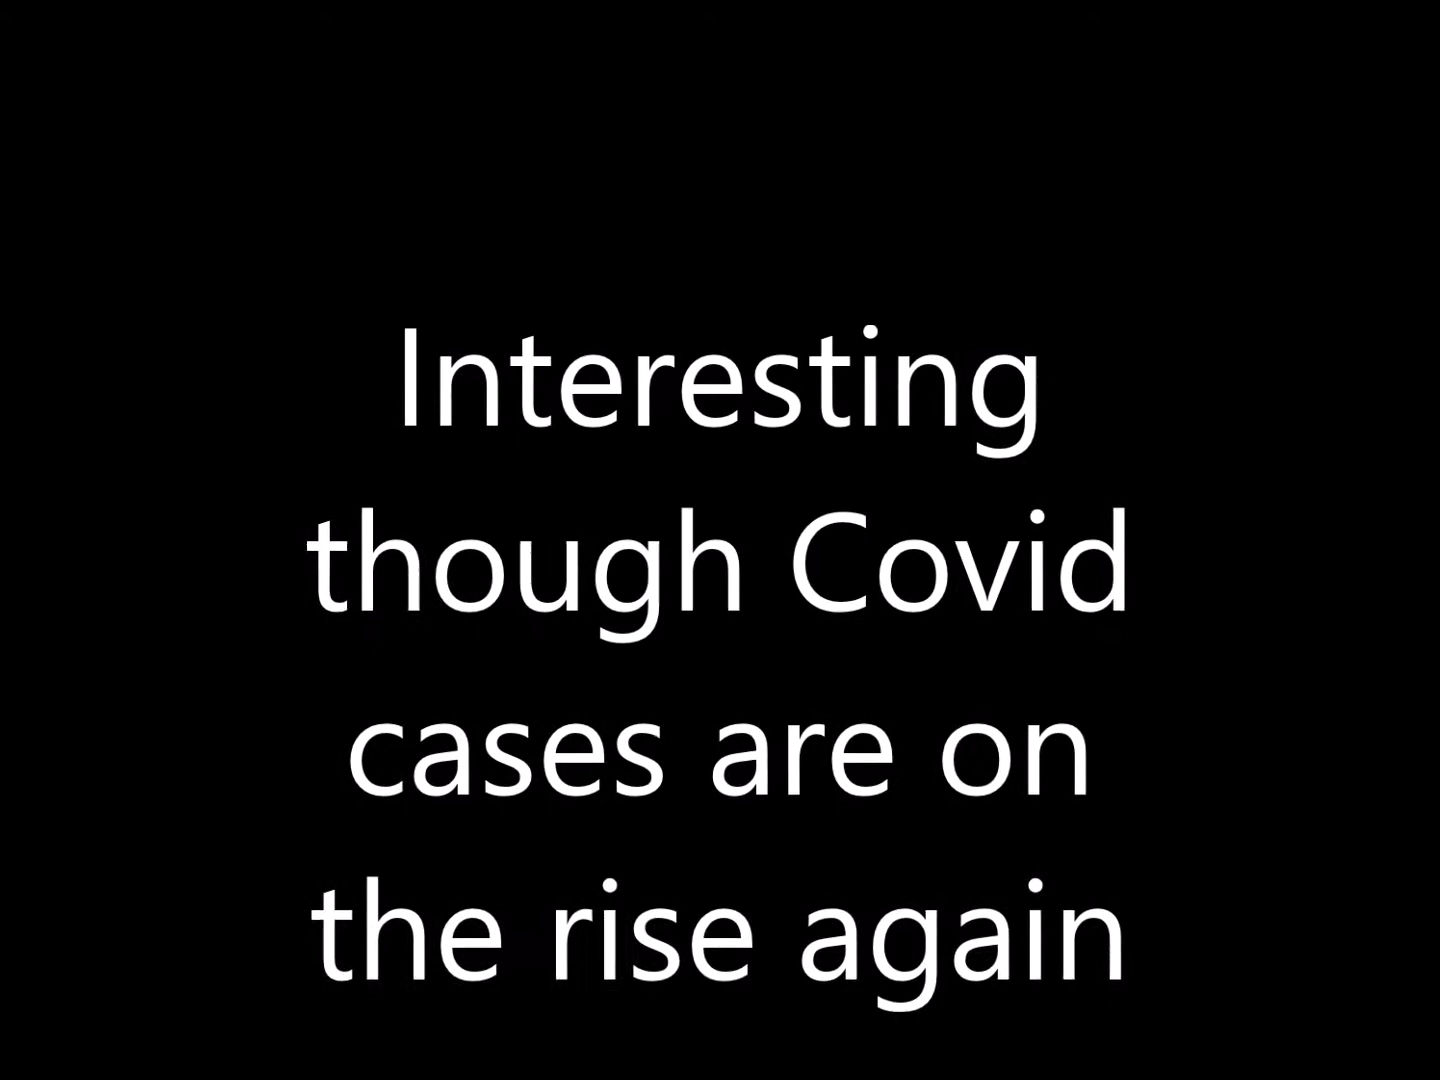 Interesting
though Covid
cases are on
the rise again